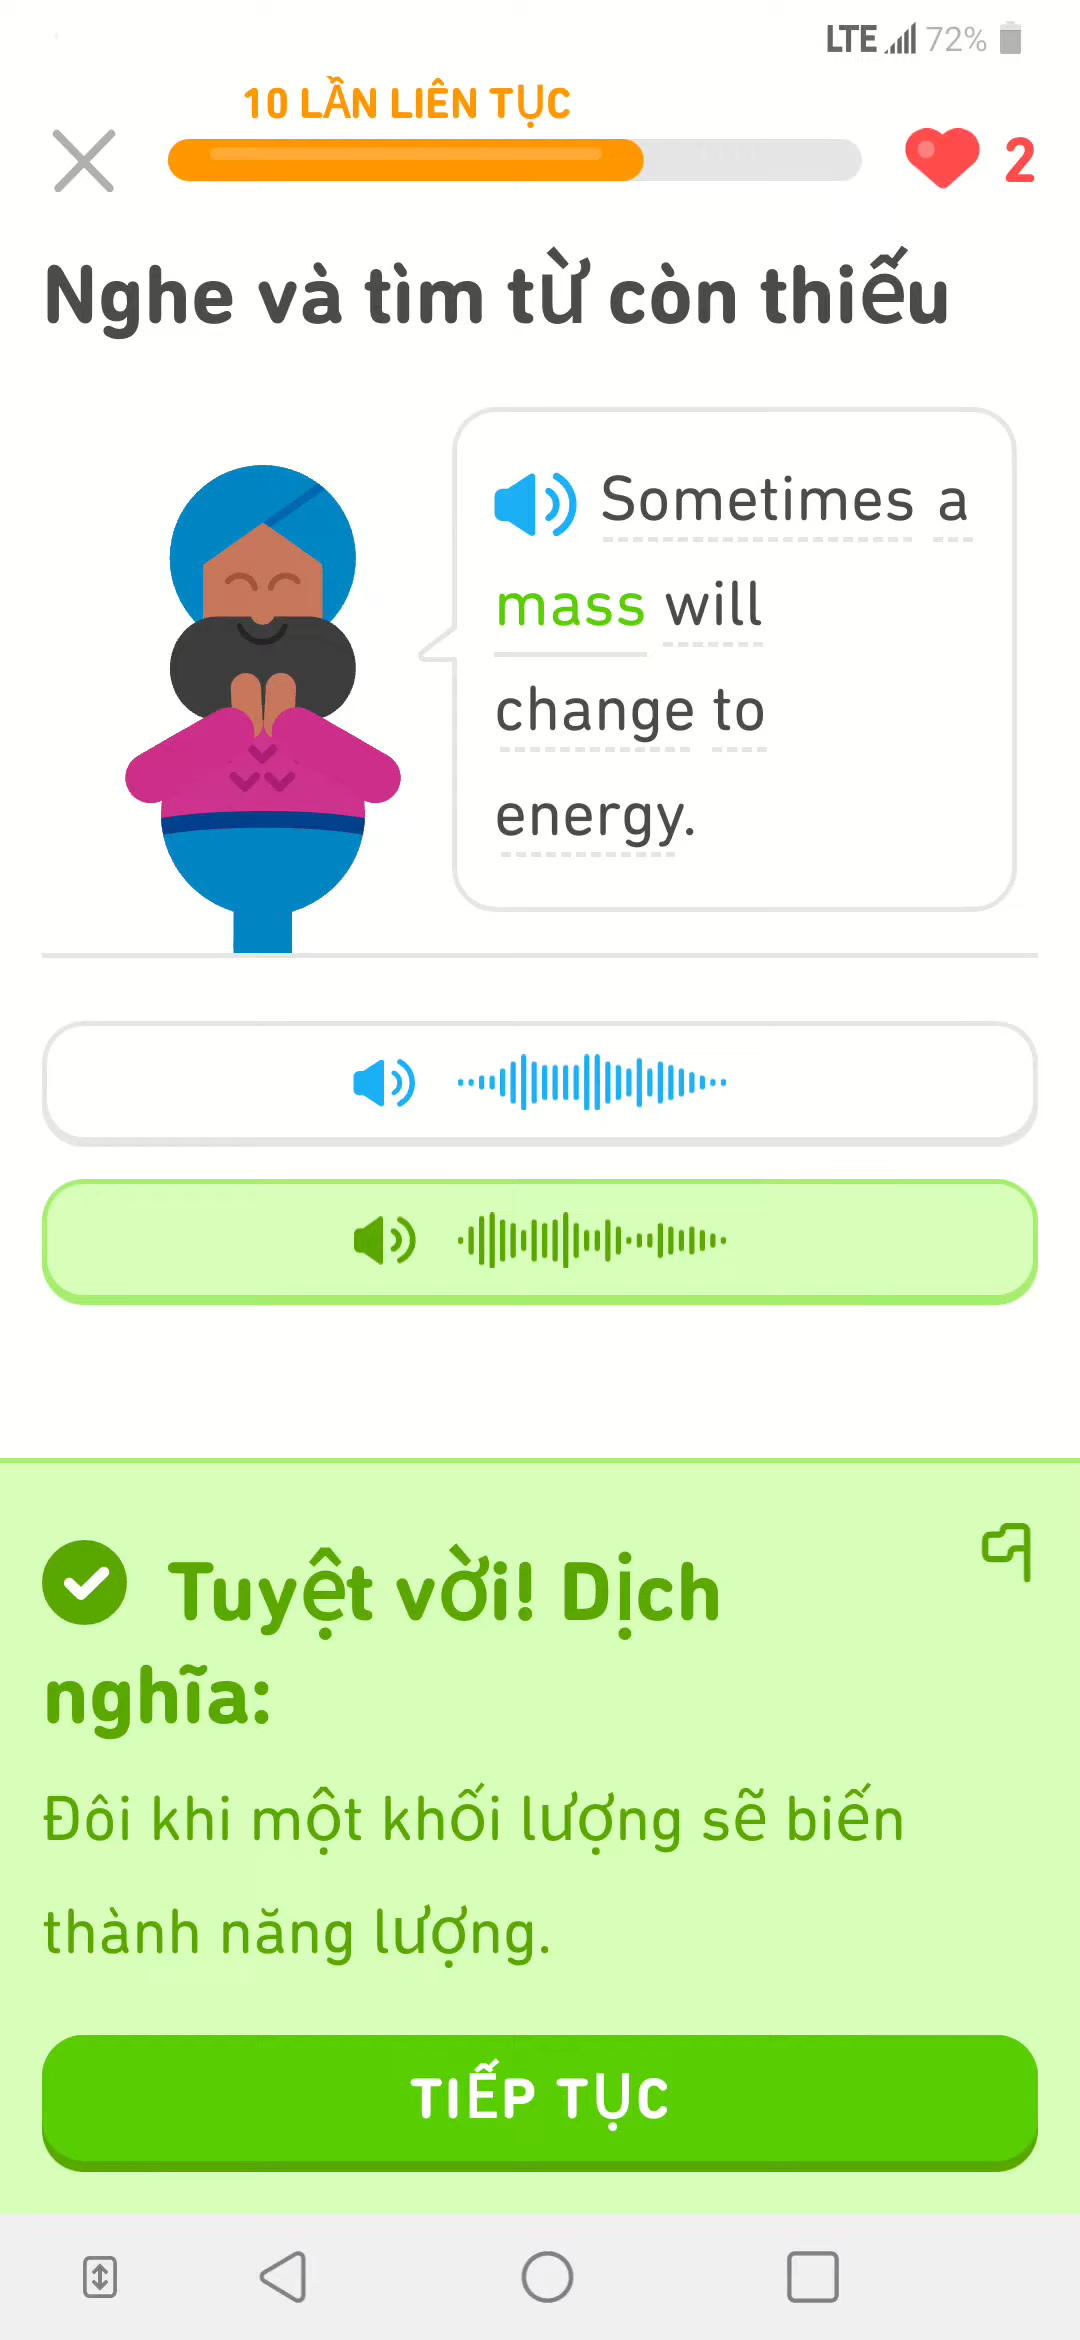 LTE 72%
10 LẦN LIÊN TỤC
2
Nghe và tìm từ còn thiếu
Sometimes a
mass will
change to
energy.
Tuyệt vời! Dịch
nghĩa:
Đôi khi một khối lượng sẽ biến
thành năng lượng.
TIẾP TỤC